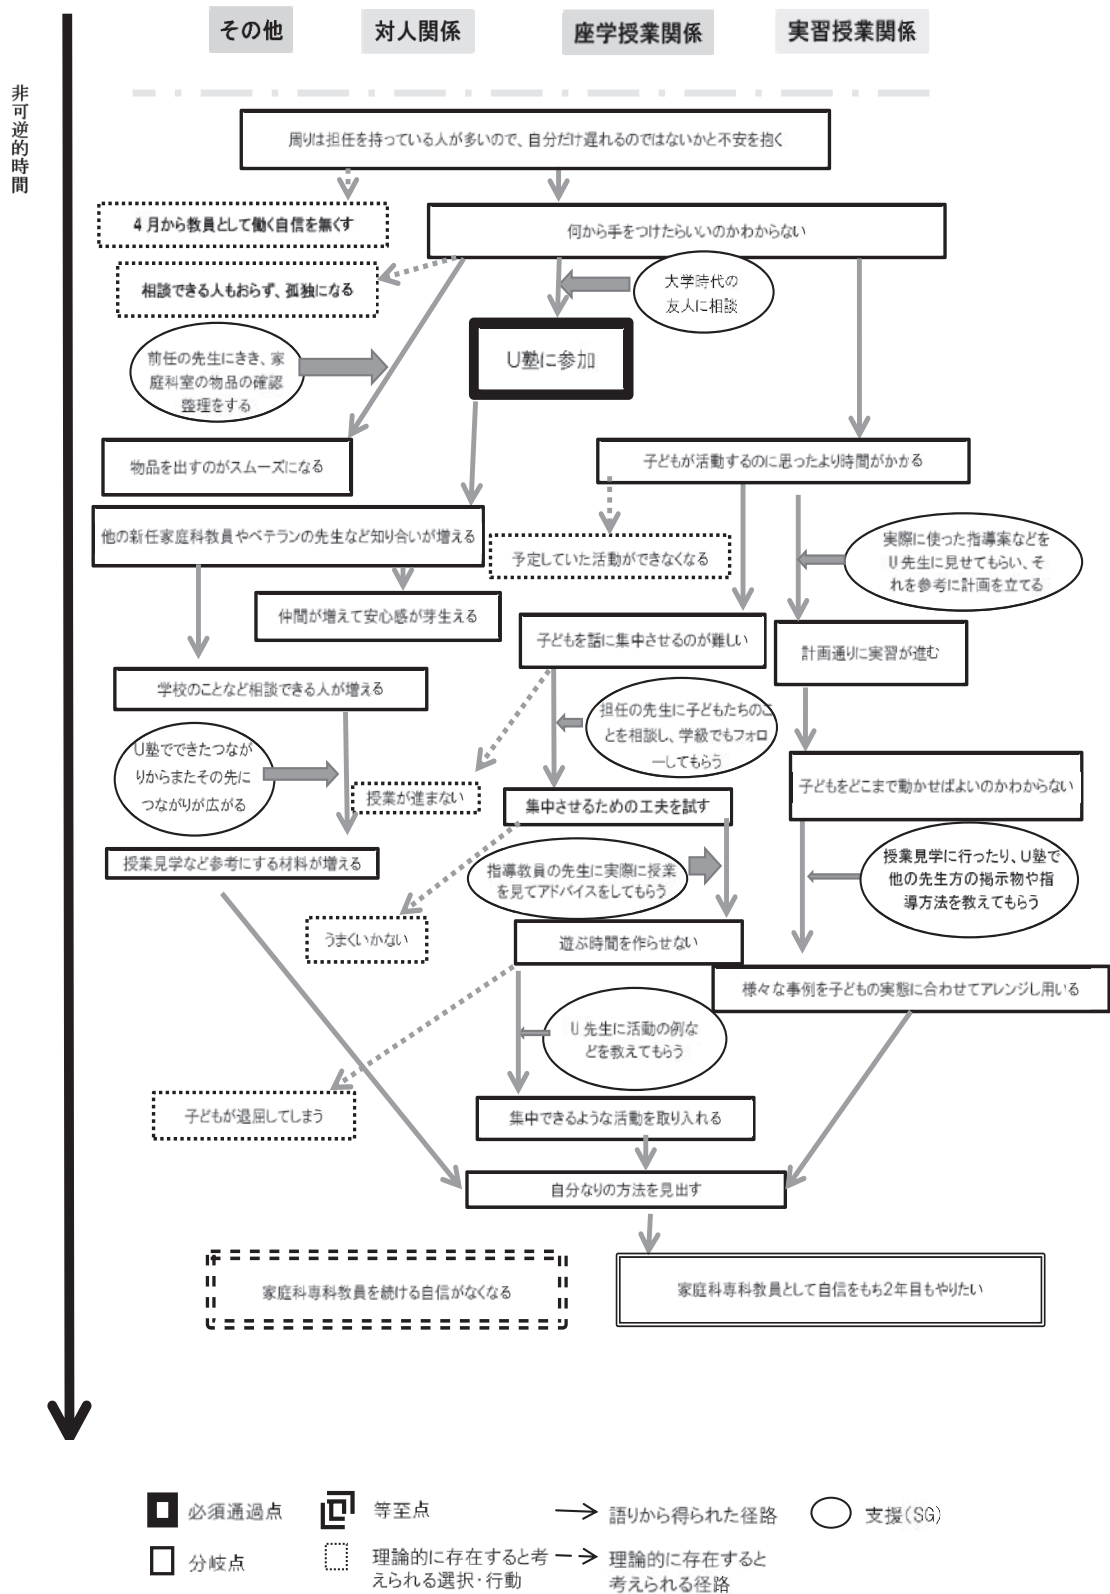 その他
対人関係
座学授業関係
実習授業関係
非可逆的時間
周りは担任を持っている人が多いので、自分だけ遅れるのではないかと不安を抱く
4月から教員として働く自信を無くす
何から手をつけたらいいのかわからない
相談できる人もおらず、孤独になる
大学時代の
友人に相談
前任の先生にきき、家
庭科室の物品の確認
整理をする
U塾に参加
物品を出すのがスムーズになる
子どもが活動するのに思ったより時間がかかる
他の新任家庭科教員やベテランの先生など知り合いが増える
予定していた活動ができなくなる
実際に使った指導案などを
U先生に見せてもらい、そ
れを参考に計画を立てる
仲間が増えて安心感が芽生える
子どもを話に集中させるのが難しい
計画通りに実習が進む
学校のことなど相談できる人が増える
担任の先生に子どもたちのこ
とを相談し、学級でもフォロ
ーしてもらう
U塾でできたつなが
りからまたその先に
つながりが広がる
授業が進まない
集中させるための工夫を試す
子どもをどこまで動かせばよいのかわからない
授業見学など参考にする材料が増える
指導教員の先生に実際に授業
を見てアドバイスをしてもらう
授業見学に行ったり、U塾で
他の先生方の掲示物や指
導方法を教えてもらう
うまくいかない
遊ぶ時間を作らせない
様々な事例を子どもの実態に合わせてアレンジし用いる
U先生に活動の例な
どを教えてもらう
子どもが退屈してしまう
集中できるような活動を取り入れる
自分なりの方法を見出す
家庭科専科教員を続ける自信がなくなる
家庭科専科教員として自信をもち2年目もやりたい
必須通過点
等至点
語りから得られた径路
支援(SG)
分岐点
理論的に存在すると考
えられる選択・行動
理論的に存在すると
考えられる径路